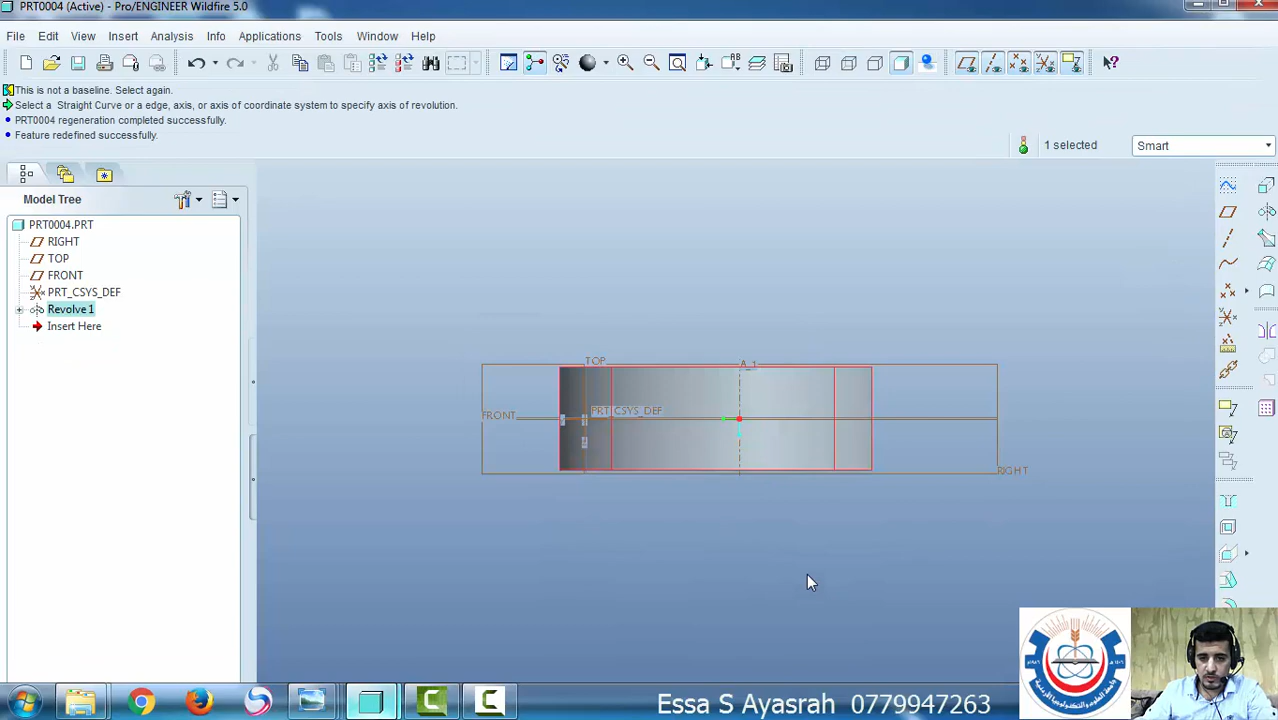 PRT0004 (Active) - Pro/ENGINEER Wildfire 5.0
File Edit View Insert Analysis Info Applications Tools Window Help
This is not a baseline. Select again.
Select a Straight Curve or a edge, axis, or axis of coordinate system to specify axis of revolution.
PRT0004 regeneration completed successfully.
Feature redefined successfully.
1 selected
Smart
Model Tree
PRT0004.PRT
RIGHT
TOP
FRONT
PRT_CSYS_DEF
Revolve 1
Insert Here
TOP
A_1
FRONT
PRT_CSYS_DEF
RIGHT
Essa S Ayasrah 0779947263